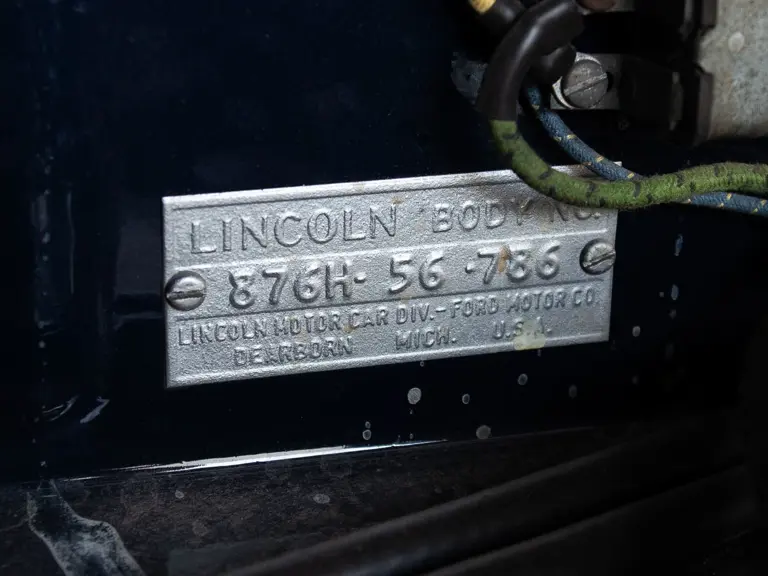 LINCOLN BODY NO.
876H- 56 -786
LINCOLN MOTOR CAR DIV.-FORD MOTOR CO.
DEARBORN MICH. U.S.A.